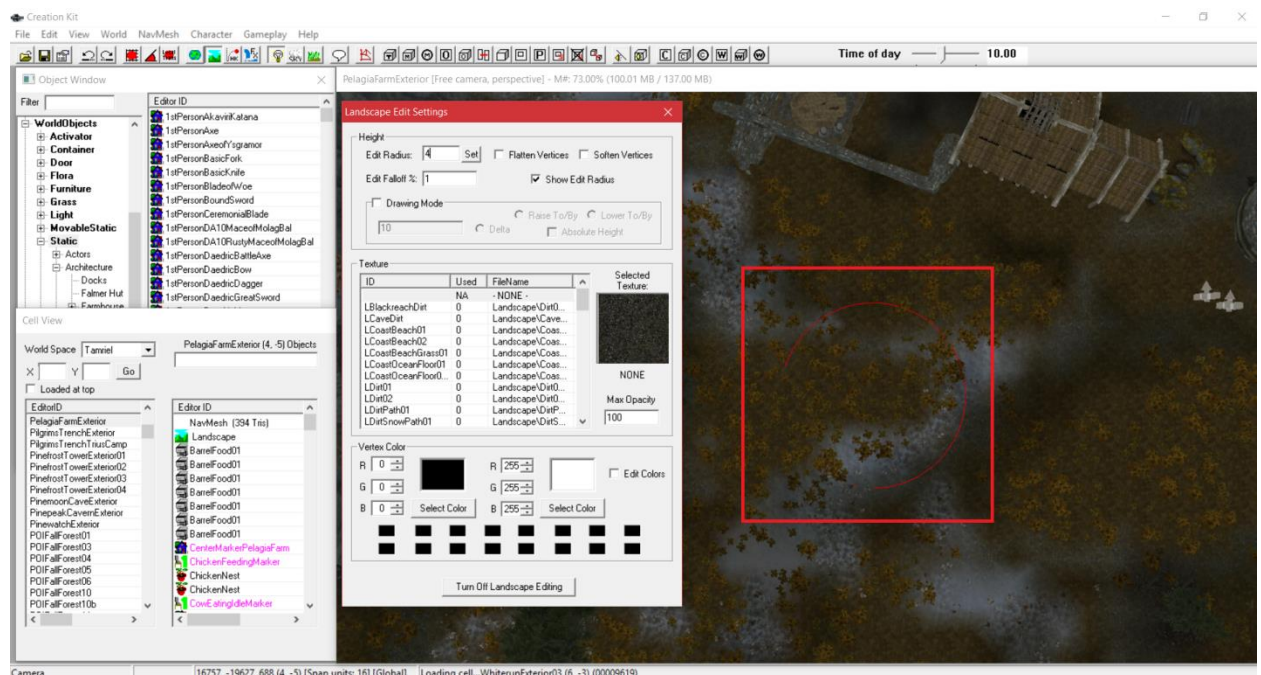 Creation Kit
File Edit View World NavMesh Character Gameplay Help
Time of day 10.00
Object Window
Filter
Editor ID
WorldObjects
Activator
Container
Door
Flora
Furniture
Grass
Light
MovableStatic
Static
Actors
Architecture
Docks
Falmer Hut
Farmhouse
1stPersonAkaviriKatana
1stPersonAxe
1stPersonAxeofYsgramor
1stPersonBasicFork
1stPersonBasicKnife
1stPersonBladeofWoe
1stPersonBoundSword
1stPersonCeremonialBlade
1stPersonDA10MaceofMolagBal
1stPersonDA10RustyMaceofMolagBal
1stPersonDaedricBattleAxe
1stPersonDaedricBow
1stPersonDaedricDagger
1stPersonDaedricGreatSword
Cell View
World Space Tamriel
PelagiaFarmExterior (4, -5) Objects
X Y Go
Loaded at top
EditorID
PelagiaFarmExterior
PilgrimsTrenchExterior
PilgrimsTrenchTriusCamp
PinefrostTowerExterior01
PinefrostTowerExterior02
PinefrostTowerExterior03
PinefrostTowerExterior04
PinemoonCaveExterior
PinepeakCavernExterior
PinewatchExterior
POIFallForest01
POIFallForest03
POIFallForest04
POIFallForest05
POIFallForest06
POIFallForest10
POIFallForest10b
Editor ID
NavMesh (394 Tris)
Landscape
BarrelFood01
BarrelFood01
BarrelFood01
BarrelFood01
BarrelFood01
BarrelFood01
BarrelFood01
CenterMarkerPelagiaFarm
ChickenFeedingMarker
ChickenNest
ChickenNest
CowEatingIdleMarker
PelagiaFarmExterior [Free camera, perspective] - M#: 73.00% (100.01 MB / 137.00 MB)
Landscape Edit Settings
Height
Edit Radius: 4 Set Flatten Vertices Soften Vertices
Edit Falloff %: 1 Show Edit Radius
Drawing Mode
10 Delta Raise To/By Lower To/By
Absolute Height
Texture
ID Used FileName
NA - NONE -
LBlackreachDirt 0 Landscape\Dirt0...
LCaveDirt 0 Landscape\Cave...
LCoastBeach01 0 Landscape\Coas...
LCoastBeach02 0 Landscape\Coas...
LCoastBeachGrass01 0 Landscape\Coas...
LCoastOceanFloor01 0 Landscape\Coas...
LCoastOceanFloor0... 0 Landscape\Coas...
LDirt01 0 Landscape\Dirt0...
LDirt02 0 Landscape\Dirt0...
LDirtPath01 0 Landscape\DirtP...
LDirtSnowPath01 0 Landscape\DirtS...
Selected
Texture:
NONE
Max Opacity
100
Vertex Color
R 0 R 255 Edit Colors
G 0 G 255
B 0 Select Color B 255 Select Color
Turn Off Landscape Editing
Camera 16757, -19627, 688 (4, -5) [Snap units: 16] [Global] Loading cell...WhiterunExterior03 (6, -3) (00009619)